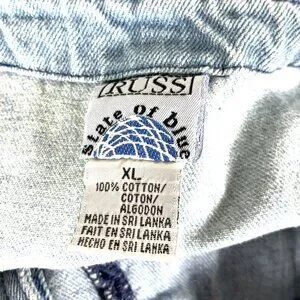 RUSS
state of blue
XL
100% COTTON/
COTON/
ALGODON
MADE IN SRI LANKA
FAIT EN SRI LANKA
HECHO EN SRI LANKA